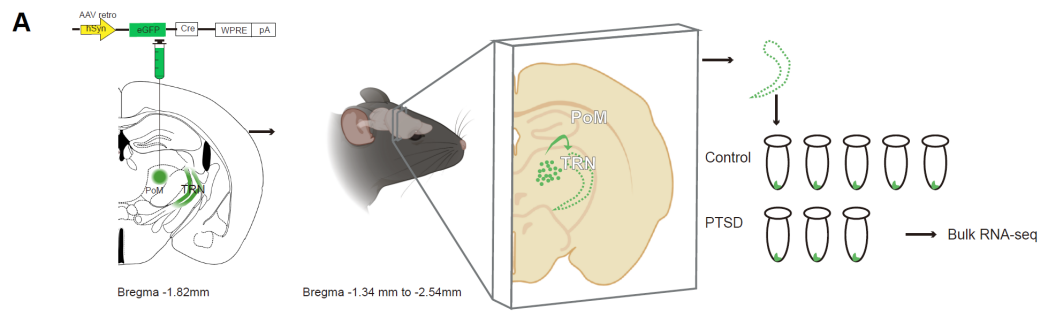 A
AAV retro
hSyn
eGFP
Cre
WPRE
pA
PoM
TRN
Bregma -1.82mm
Bregma -1.34 mm to -2.54mm
PoM
TRN
Control
PTSD
Bulk RNA-seq